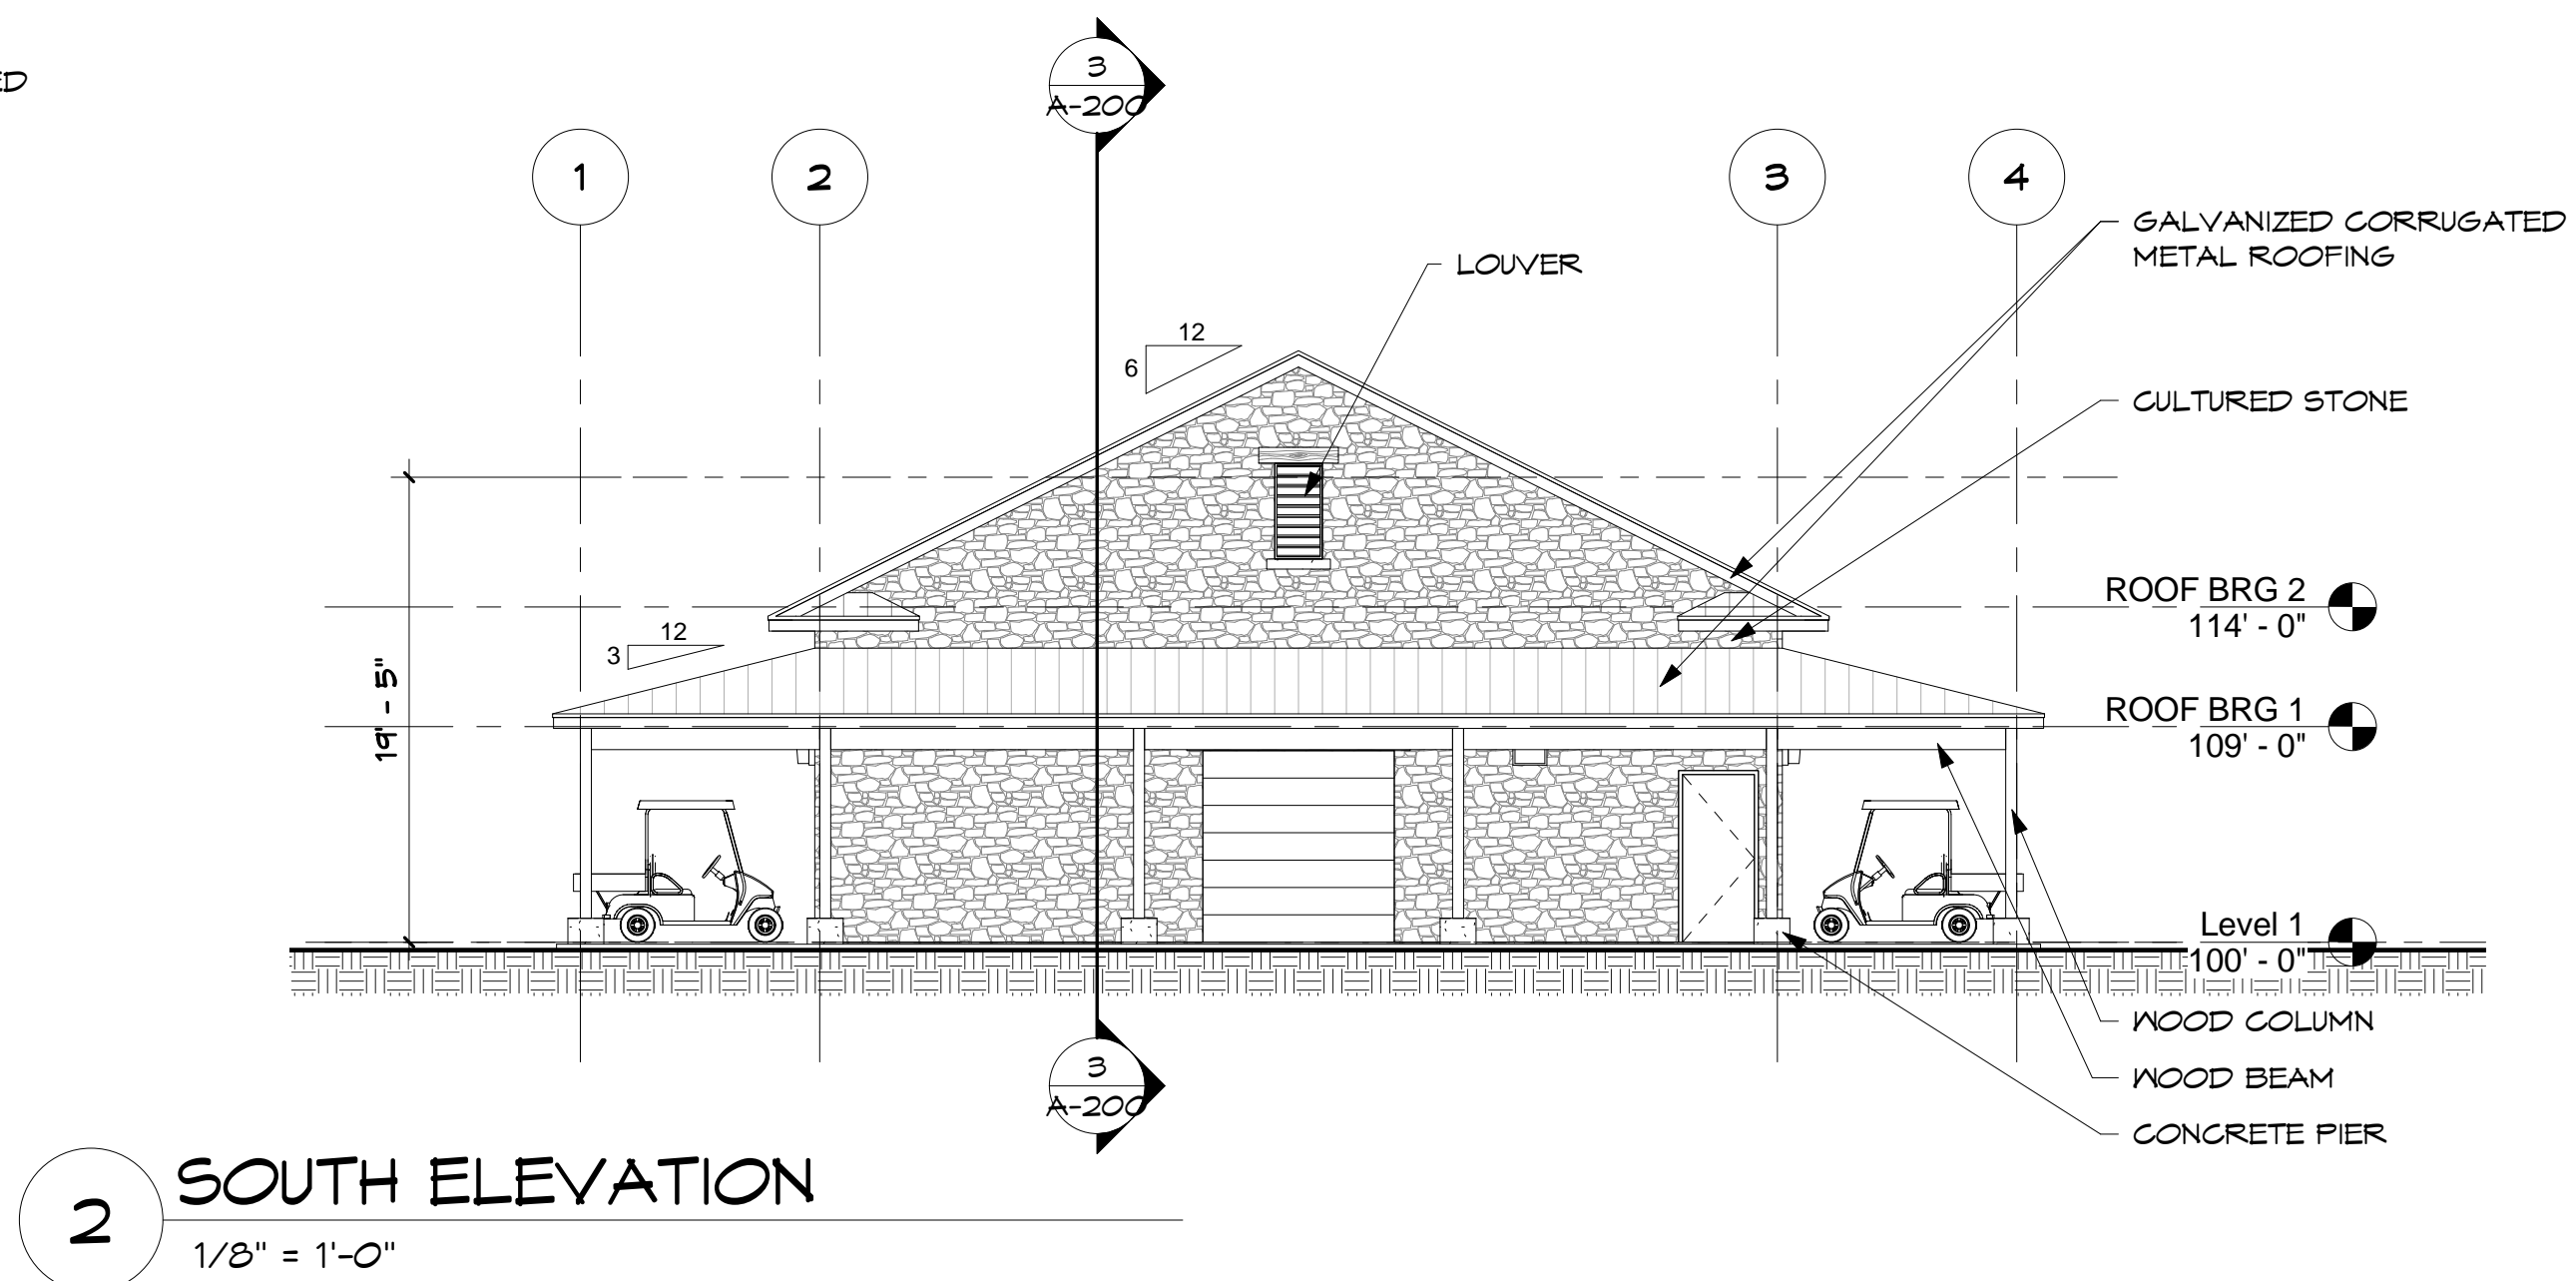 3
A-200
1
2
3
4
GALVANIZED CORRUGATED
METAL ROOFING
LOUVER
12
6
CULTURED STONE
ROOF BRG 2
114' - 0"
12
3
19' - 5"
ROOF BRG 1
109' - 0"
Level 1
100' - 0"
WOOD COLUMN
3
A-200
WOOD BEAM
CONCRETE PIER
2
SOUTH ELEVATION
1/8" = 1'-0"